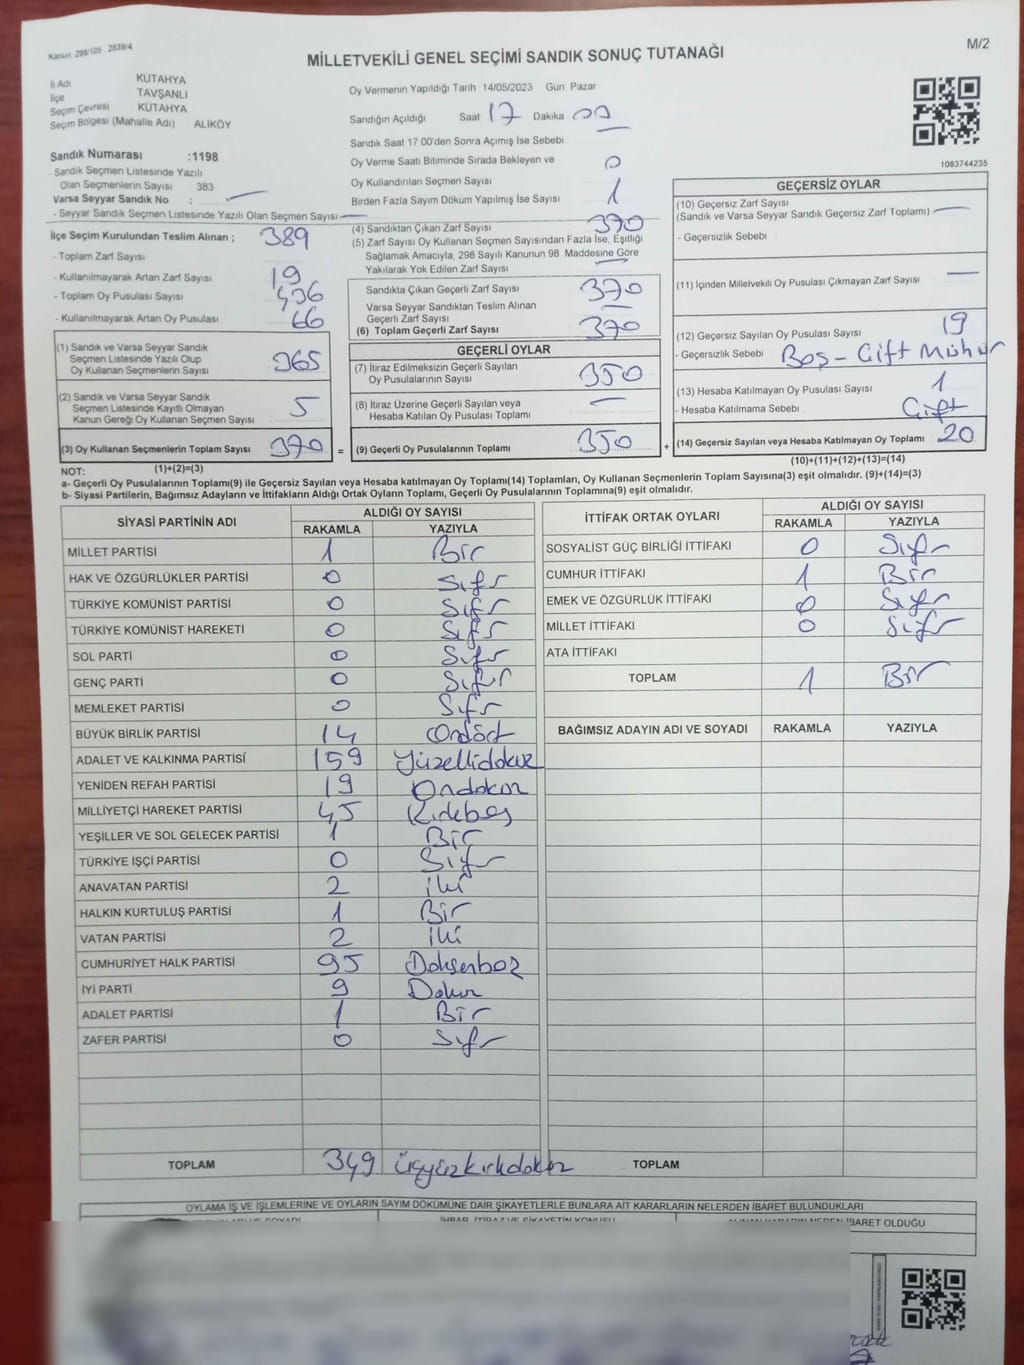 Kanun. 298/105 2839/4
MİLLETVEKİLİ GENEL SEÇİMİ SANDIK SONUÇ TUTANAĞI
M/2
İl Adı KÜTAHYA
İlçe TAVŞANLI
Seçim Çevresi KÜTAHYA
Seçim Bölgesi (Mahalle Adı) ALİKÖY
Oy Vermenin Yapıldığı Tarih 14/05/2023 Gün Pazar
Sandığın Açıldığı Saat 17 Dakika 00
Sandık Saat 17.00'den Sonra Açılmış İse Sebebi
Sandık Numarası :1198
- Sandık Seçmen Listesinde Yazılı
Olan Seçmenlerin Sayısı 383
Varsa Seyyar Sandık No :
- Seyyar Sandık Seçmen Listesinde Yazılı Olan Seçmen Sayısı
Oy Verme Saati Bitiminde Sırada Bekleyen ve
Oy Kullandırılan Seçmen Sayısı 0
Birden Fazla Sayım Döküm Yapılmış İse Sayısı 1
1083744235
İlçe Seçim Kurulundan Teslim Alınan ;
- Toplam Zarf Sayısı 389
- Kullanılmayarak Artan Zarf Sayısı 19
- Toplam Oy Pusulası Sayısı 436
- Kullanılmayarak Artan Oy Pusulası 66
(4) Sandıktan Çıkan Zarf Sayısı 370
(5) Zarf Sayısı Oy Kullanan Seçmen Sayısından Fazla İse, Eşitliği
Sağlamak Amacıyla, 298 Sayılı Kanunun 98 Maddesine Göre
Yakılarak Yok Edilen Zarf Sayısı
Sandıkta Çıkan Geçerli Zarf Sayısı 370
Varsa Seyyar Sandıktan Teslim Alınan
Geçerli Zarf Sayısı
(6) Toplam Geçerli Zarf Sayısı 370
GEÇERSİZ OYLAR
(10) Geçersiz Zarf Sayısı
(Sandık ve Varsa Seyyar Sandık Geçersiz Zarf Toplamı)
- Geçersizlik Sebebi
(11) İçinden Milletvekili Oy Pusulası Çıkmayan Zarf Sayısı
(12) Geçersiz Sayılan Oy Pusulası Sayısı 19
- Geçersizlik Sebebi Boş - Çift Mühür
(13) Hesaba Katılmayan Oy Pusulası Sayısı 1
- Hesaba Katılmama Sebebi Çift
(14) Geçersiz Sayılan veya Hesaba Katılmayan Oy Toplamı 20
(10)+(11)+(12)+(13)=(14)
(1) Sandık ve Varsa Seyyar Sandık
Seçmen Listesinde Yazılı Olup
Oy Kullanan Seçmenlerin Sayısı 365
(2) Sandık ve Varsa Seyyar Sandık
Seçmen Listesinde Kayıtlı Olmayan
Kanun Gereği Oy Kullanan Seçmen Sayısı 5
(3) Oy Kullanan Seçmenlerin Toplam Sayısı 370 =
GEÇERLİ OYLAR
(7) İtiraz Edilmeksizin Geçerli Sayılan
Oy Pusulalarının Sayısı 350
(8) İtiraz Üzerine Geçerli Sayılan veya
Hesaba Katılan Oy Pusulası Toplamı
(9) Geçerli Oy Pusulalarının Toplamı 350 +
NOT: (1)+(2)=(3)
a- Geçerli Oy Pusulalarının Toplamı(9) ile Geçersiz Sayılan veya Hesaba katılmayan Oy Toplamı(14) Toplamları, Oy Kullanan Seçmenlerin Toplam Sayısına(3) eşit olmalıdır. (9)+(14)=(3)
b- Siyasi Partilerin, Bağımsız Adayların ve İttifakların Aldığı Ortak Oyların Toplamı, Geçerli Oy Pusulalarının Toplamına(9) eşit olmalıdır.
SİYASİ PARTİNİN ADI ALDIĞI OY SAYISI
RAKAMLA YAZIYLA
MİLLET PARTİSİ 1 Bir
HAK VE ÖZGÜRLÜKLER PARTİSİ 0 Sıfr
TÜRKİYE KOMÜNİST PARTİSİ 0 Sıfr
TÜRKİYE KOMÜNİST HAREKETİ 0 Sıfr
SOL PARTİ 0 Sıfr
GENÇ PARTİ 0 Sıfır
MEMLEKET PARTİSİ 0 Sıfr
BÜYÜK BİRLİK PARTİSİ 14 Ondört
ADALET VE KALKINMA PARTİSİ 159 Yüzellidokuz
YENİDEN REFAH PARTİSİ 19 Ondokuz
MİLLİYETÇİ HAREKET PARTİSİ 45 Kırkbeş
YEŞİLLER VE SOL GELECEK PARTİSİ 1 Bir
TÜRKİYE İŞÇİ PARTİSİ 0 Sıfr
ANAVATAN PARTİSİ 2 iki
HALKIN KURTULUŞ PARTİSİ 1 Bir
VATAN PARTİSİ 2 iki
CUMHURİYET HALK PARTİSİ 95 Doksanbeş
İYİ PARTİ 9 Dokuz
ADALET PARTİSİ 1 Bir
ZAFER PARTİSİ 0 Sıfr
TOPLAM 349 üçyüzkırkdokuz
İTTİFAK ORTAK OYLARI ALDIĞI OY SAYISI
RAKAMLA YAZIYLA
SOSYALİST GÜÇ BİRLİĞİ İTTİFAKI 0 Sıfr
CUMHUR İTTİFAKI 1 Bir
EMEK VE ÖZGÜRLÜK İTTİFAKI 0 Sıfr
MİLLET İTTİFAKI 0 Sıfr
ATA İTTİFAKI
TOPLAM 1 Bir
BAĞIMSIZ ADAYIN ADI VE SOYADI RAKAMLA YAZIYLA
TOPLAM
OYLAMA İŞ VE İŞLEMLERİNE VE OYLARIN SAYIM DÖKÜMÜNE DAİR ŞİKAYETLERLE BUNLARA AİT KARARLARIN NELERDEN İBARET BULUNDUKLARI
İHBAR, İTİRAZ VE ŞİKAYETİN KONUSU
İBARET OLDUĞU